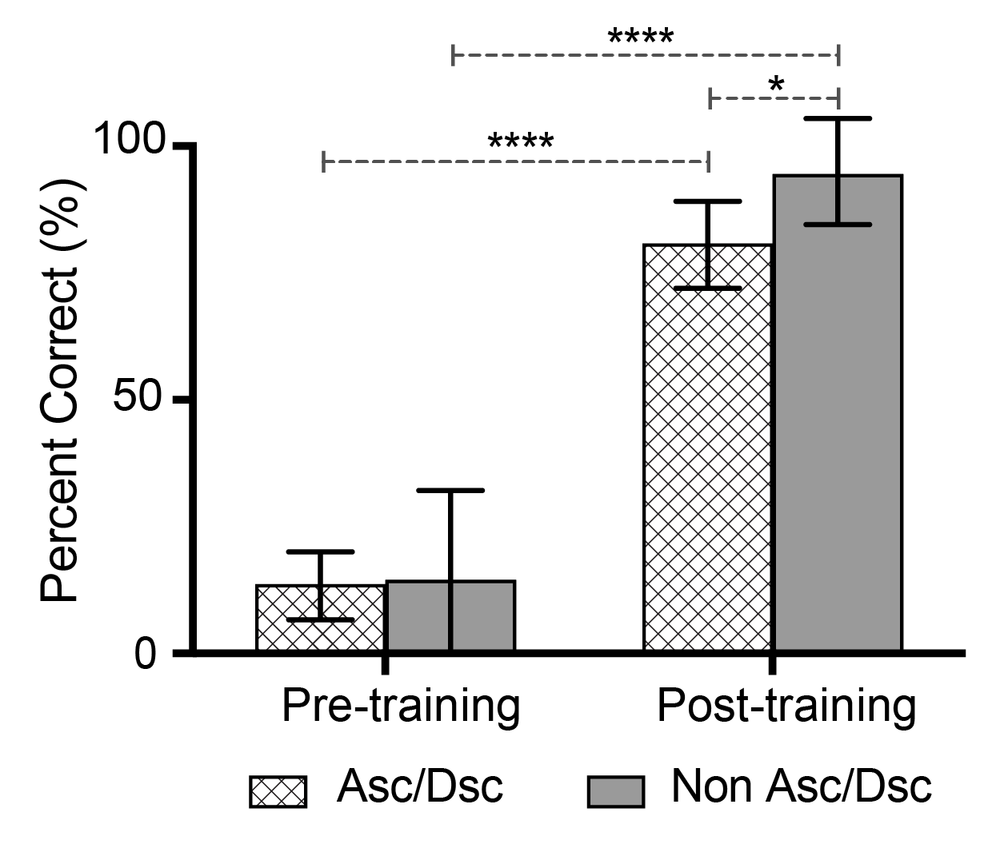 ****
*
****
100
50
0
Percent Correct (%)
Pre-training
Post-training
Asc/Dsc
Non Asc/Dsc